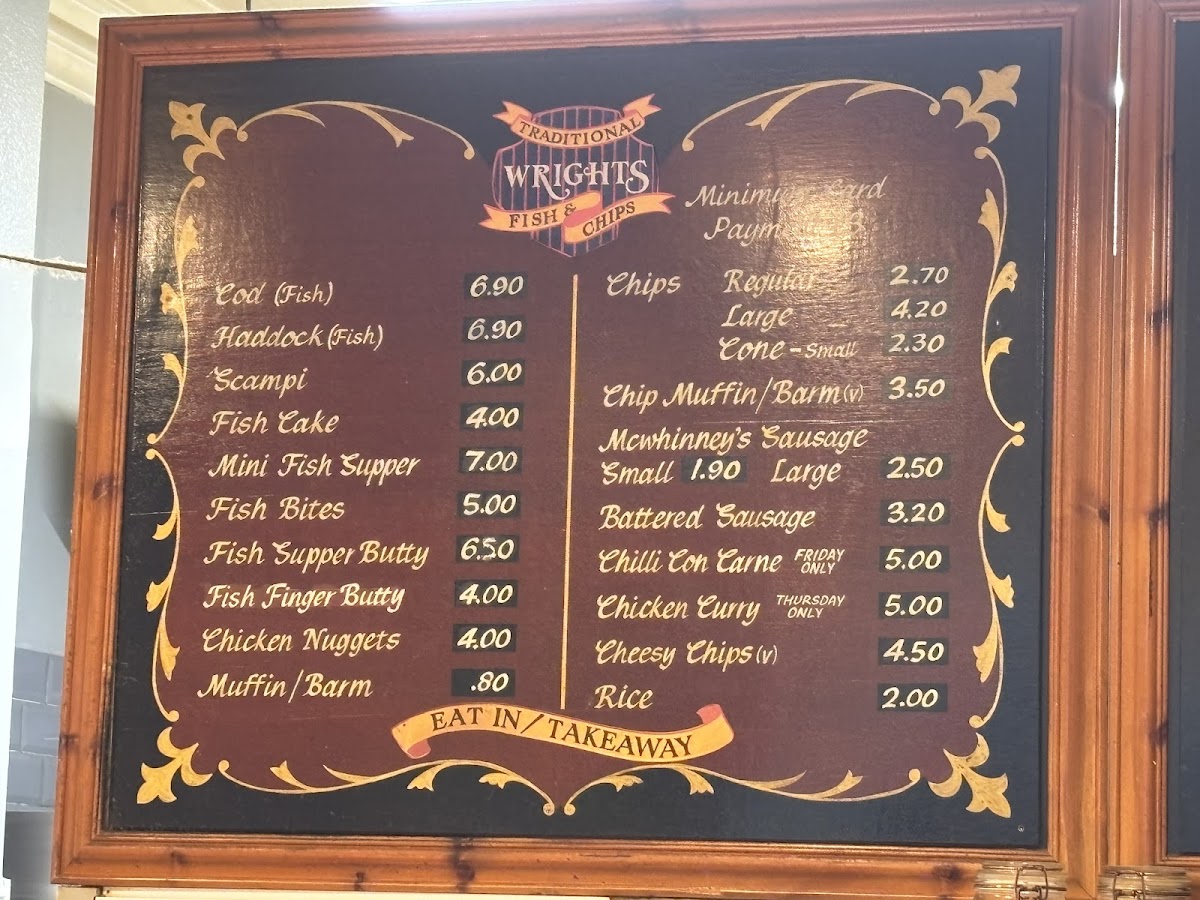 TRADITIONAL
WRIGHTS
FISH & CHIPS
Cod (Fish) 6.90
Haddock (Fish) 6.90
Scampi 6.00
Fish Cake 4.00
Mini Fish Supper 7.00
Fish Bites 5.00
Fish Supper Butty 6.50
Fish Finger Butty 4.00
Chicken Nuggets 4.00
Muffin/Barm .80
Minimum Card
Chips Regular 2.70
Large 4.20
Cone - Small 2.30
Chip Muffin/Barm (v) 3.50
Mcwhinney's Sausage
Small 1.90 Large 2.50
Battered Sausage 3.20
Chilli Con Carne FRIDAY ONLY 5.00
Chicken Curry THURSDAY ONLY 5.00
Cheesy Chips (v) 4.50
Rice 2.00
EAT IN / TAKEAWAY